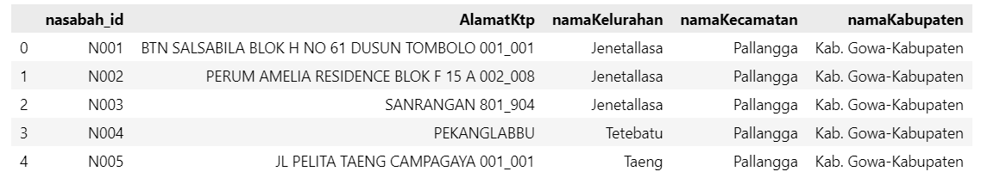 nasabah_id AlamatKtp namaKelurahan namaKecamatan namaKabupaten
0 N001 BTN SALSABILA BLOK H NO 61 DUSUN TOMBOLO 001_001 Jenetallasa Pallangga Kab. Gowa-Kabupaten
1 N002 PERUM AMELIA RESIDENCE BLOK F 15 A 002_008 Jenetallasa Pallangga Kab. Gowa-Kabupaten
2 N003 SANRANGAN 801_904 Jenetallasa Pallangga Kab. Gowa-Kabupaten
3 N004 PEKANGLABBU Tetebatu Pallangga Kab. Gowa-Kabupaten
4 N005 JL PELITA TAENG CAMPAGAYA 001_001 Taeng Pallangga Kab. Gowa-Kabupaten